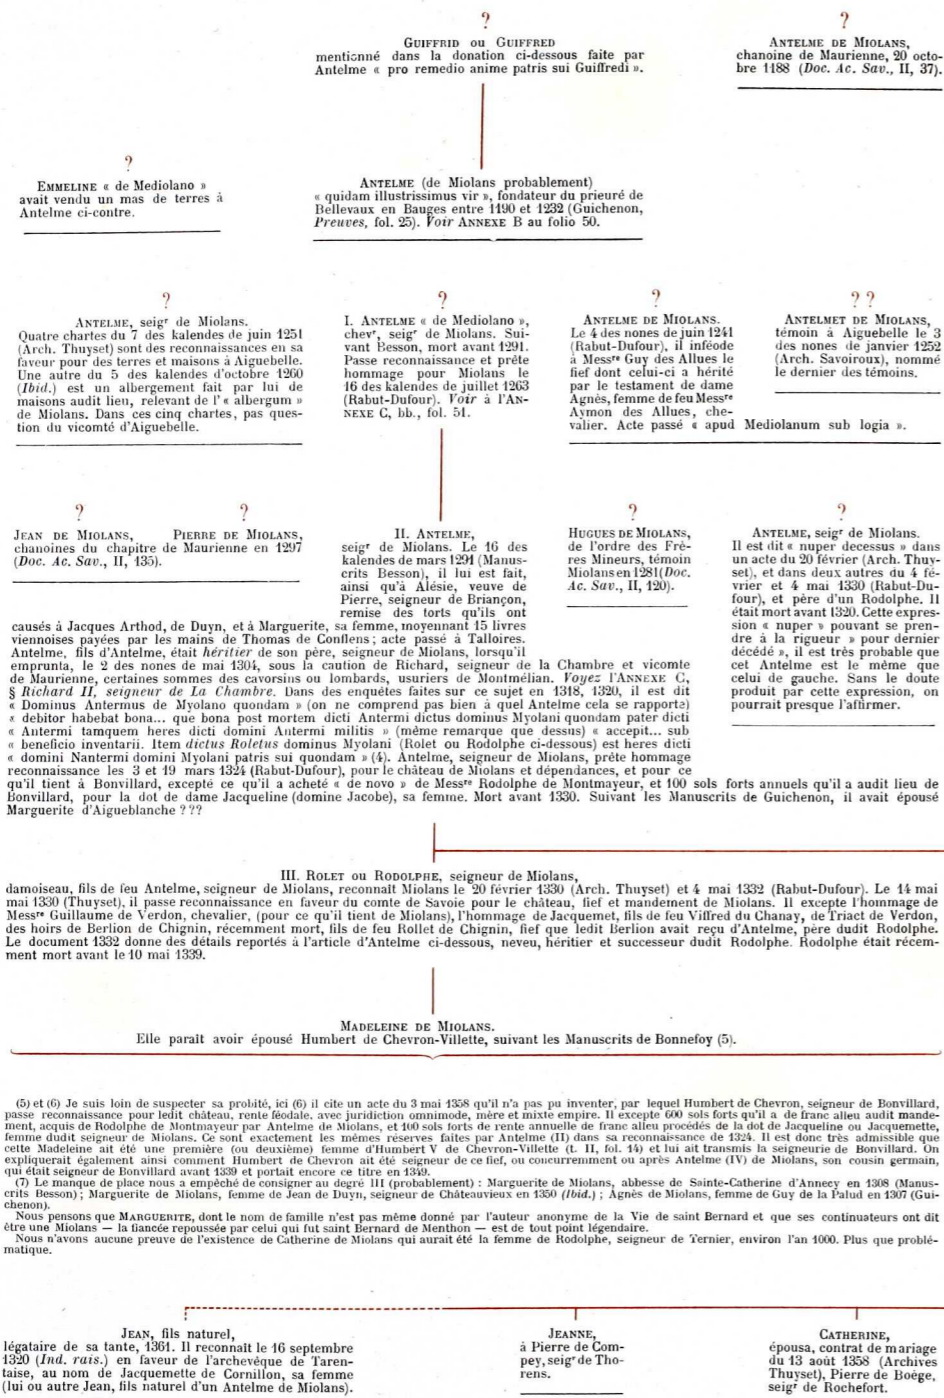 ?
GUIFFRID OU GUIFFRED
mentionné dans la donation ci-dessous faite par
Antelme « pro remedio anime patris sui Guiffredi ».
?
ANTELME DE MIOLANS,
chanoine de Maurienne, 20 octo-
bre 1188 (Doc. Ac. Sav., II, 37).
?
EMMELINE « de Mediolano »
avait vendu un mas de terres à
Antelme ci-contre.
ANTELME (de Miolans probablement)
« quidam illustrissimus vir », fondateur du prieuré de
Bellevaux en Bauges entre 1190 et 1232 (Guichenon,
Preuves, fol. 25). Voir ANNEXE B au folio 50.
?
ANTELME, seigr de Miolans.
Quatre chartes du 7 des kalendes de juin 1251
(Arch. Thuyset) sont des reconnaissances en sa
faveur pour des terres et maisons à Aiguebelle.
Une autre du 5 des kalendes d'octobre 1260
(Ibid.) est un albergement fait par lui de
maisons audit lieu, relevant de l'« albergum »
de Miolans. Dans ces cinq chartes, pas ques-
tion du vicomté d'Aiguebelle.
?
I. ANTELME « de Mediolano »,
chevr, seigr de Miolans. Sui-
vant Besson, mort avant 1291.
Passe reconnaissance et prête
hommage pour Miolans le
16 des kalendes de juillet 1263
(Rabut-Dufour). Voir à l'AN-
NEXE C, bb., fol. 51.
?
ANTELME DE MIOLANS.
Le 4 des nones de juin 1241
(Rabut-Dufour), il inféode
à Messre Guy des Allues le
fief dont celui-ci a hérité
par le testament de dame
Agnès, femme de feu Messre
Aymon des Allues, che-
valier. Acte passé « apud Mediolanum sub logia ».
? ?
ANTELMET DE MIOLANS,
témoin à Aiguebelle le 3
des nones de janvier 1252
(Arch. Savoiroux), nommé
le dernier des témoins.
? ?
JEAN DE MIOLANS, PIERRE DE MIOLANS,
chanoines du chapitre de Maurienne en 1297
(Doc. Ac. Sav., II, 135).
II. ANTELME,
seigr de Miolans. Le 16 des
kalendes de mars 1291 (Manus-
crits Besson), il lui est fait,
ainsi qu'à Alésie, veuve de
Pierre, seigneur de Briançon,
remise des torts qu'ils ont
causés à Jacques Arthod, de Duyn, et à Marguerite, sa femme, moyennant 15 livres
viennoises payées par les mains de Thomas de Conflens; acte passé à Talloires.
Antelme, fils d'Antelme, était héritier de son père, seigneur de Miolans, lorsqu'il
emprunta, le 2 des nones de mai 1304, sous la caution de Richard, seigneur de la Chambre et vicomte
de Maurienne, certaines sommes des cavorsins ou lombards, usuriers de Montmélian. Voyez l'ANNEXE C,
§ Richard II, seigneur de La Chambre. Dans des enquêtes faites sur ce sujet en 1318, 1320, il est dit
« Dominus Antermus de Myolano quondam » (on ne comprend pas bien à quel Antelme cela se rapporte)
« debitor habebat bona... que bona post mortem dicti Antermi dictus dominus Myolani quondam pater dicti
« Antermi tamquem heres dicti domini Antermi militis » (même remarque que dessus) « accepit... sub
« beneficio inventarii. Item dictus Roletus dominus Myolani (Rolet ou Rodolphe ci-dessous) est heres dicti
« domini Nantermi domini Myolani patris sui quondam » (4). Antelme, seigneur de Miolans, prête hommage
reconnaissance les 3 et 19 mars 1324 (Rabut-Dufour), pour le château de Miolans et dépendances, et pour ce
qu'il tient à Bonvillard, excepté ce qu'il a acheté « de novo » de Messre Rodolphe de Montmayeur, et 100 sols forts annuels qu'il a audit lieu de
Bonvillard, pour la dot de dame Jacqueline (domine Jacobe), sa femme. Mort avant 1330. Suivant les Manuscrits de Guichenon, il avait épousé
Marguerite d'Aigueblanche ???
?
HUGUES DE MIOLANS,
de l'ordre des Frè-
res Mineurs, témoin
Miolans en 1281 (Doc.
Ac. Sav., II, 120).
?
ANTELME, seigr de Miolans.
Il est dit « nuper decessus » dans
un acte du 20 février (Arch. Thuy-
set), et dans deux autres du 4 fé-
vrier et 4 mai 1330 (Rabut-Du-
four), et père d'un Rodolphe. Il
était mort avant 1320. Cette expres-
sion « nuper » pouvant se pren-
dre à la rigueur » pour dernier
décédé », il est très probable que
cet Antelme est le même que
celui de gauche. Sans le doute
produit par cette expression, on
pourrait presque l'affirmer.
III. ROLET OU RODOLPHE, seigneur de Miolans,
damoiseau, fils de feu Antelme, seigneur de Miolans, reconnaît Miolans le 20 février 1330 (Arch. Thuyset) et 4 mai 1332 (Rabut-Dufour). Le 14 mai
mai 1330 (Thuyset), il passe reconnaissance en faveur du comte de Savoie pour le château, fief et mandement de Miolans. Il excepte l'hommage de
Messre Guillaume de Verdon, chevalier, (pour ce qu'il tient de Miolans), l'hommage de Jacquemet, fils de feu Viffred du Chanay, de Triact de Verdon,
des hoirs de Berlion de Chignin, récemment mort, fils de feu Rollet de Chignin, fief que ledit Berlion avait reçu d'Antelme, père dudit Rodolphe.
Le document 1332 donne des détails reportés à l'article d'Antelme ci-dessous, neveu, héritier et successeur dudit Rodolphe. Rodolphe était récem-
ment mort avant le 10 mai 1339.
MADELEINE DE MIOLANS.
Elle paraît avoir épousé Humbert de Chevron-Villette, suivant les Manuscrits de Bonnefoy (5).
(5) et (6) Je suis loin de suspecter sa probité, ici (6) il cite un acte du 3 mai 1358 qu'il n'a pas pu inventer, par lequel Humbert de Chevron, seigneur de Bonvillard,
passe reconnaissance pour ledit château, rente féodale, avec juridiction omnimode, mère et mixte empire. Il excepte 600 sols forts qu'il a de franc alleu audit mande-
ment, acquis de Rodolphe de Montmayeur par Antelme de Miolans, et 100 sols forts de rente annuelle de franc alleu procédés de la dot de Jacqueline ou Jacquemette,
femme dudit seigneur de Miolans. Ce sont exactement les mêmes réserves faites par Antelme (II) dans sa reconnaissance de 1324. Il est donc très admissible que
cette Madeleine ait été une première (ou deuxième) femme d'Humbert V de Chevron-Villette (t. II, fol. 14) et lui ait transmis la seigneurie de Bonvillard. On
expliquerait également ainsi comment Humbert de Chevron ait été seigneur de ce fief, ou concurremment ou après Antelme (IV) de Miolans, son cousin germain,
qui était seigneur de Bonvillard avant 1339 et portait encore ce titre en 1349.
(7) Le manque de place nous a empêché de consigner au degré III (probablement) : Marguerite de Miolans, abbesse de Sainte-Catherine d'Annecy en 1308 (Manus-
crits Besson); Marguerite de Miolans, femme de Jean de Duyn, seigneur de Châteauvieux en 1350 (Ibid.); Agnès de Miolans, femme de Guy de la Palud en 1307 (Gui-
chenon).
Nous pensons que MARGUERITE, dont le nom de famille n'est pas même donné par l'auteur anonyme de la Vie de saint Bernard et que ses continuateurs ont dit
être une Miolans — la fiancée repoussée par celui qui fut saint Bernard de Menthon — est de tout point légendaire.
Nous n'avons aucune preuve de l'existence de Catherine de Miolans qui aurait été la femme de Rodolphe, seigneur de Ternier, environ l'an 1000. Plus que problé-
matique.
JEAN, fils naturel,
légataire de sa tante, 1361. Il reconnaît le 16 septembre
1320 (Ind. rais.) en faveur de l'archevêque de Taren-
taise, au nom de Jacquemette de Cornillon, sa femme
(lui ou autre Jean, fils naturel d'un Antelme de Miolans).
JEANNE,
à Pierre de Com-
pey, seigr de Tho-
rens.
CATHERINE,
épousa, contrat de mariage
du 13 août 1358 (Archives
Thuyset), Pierre de Boège,
seigr de Rochefort.